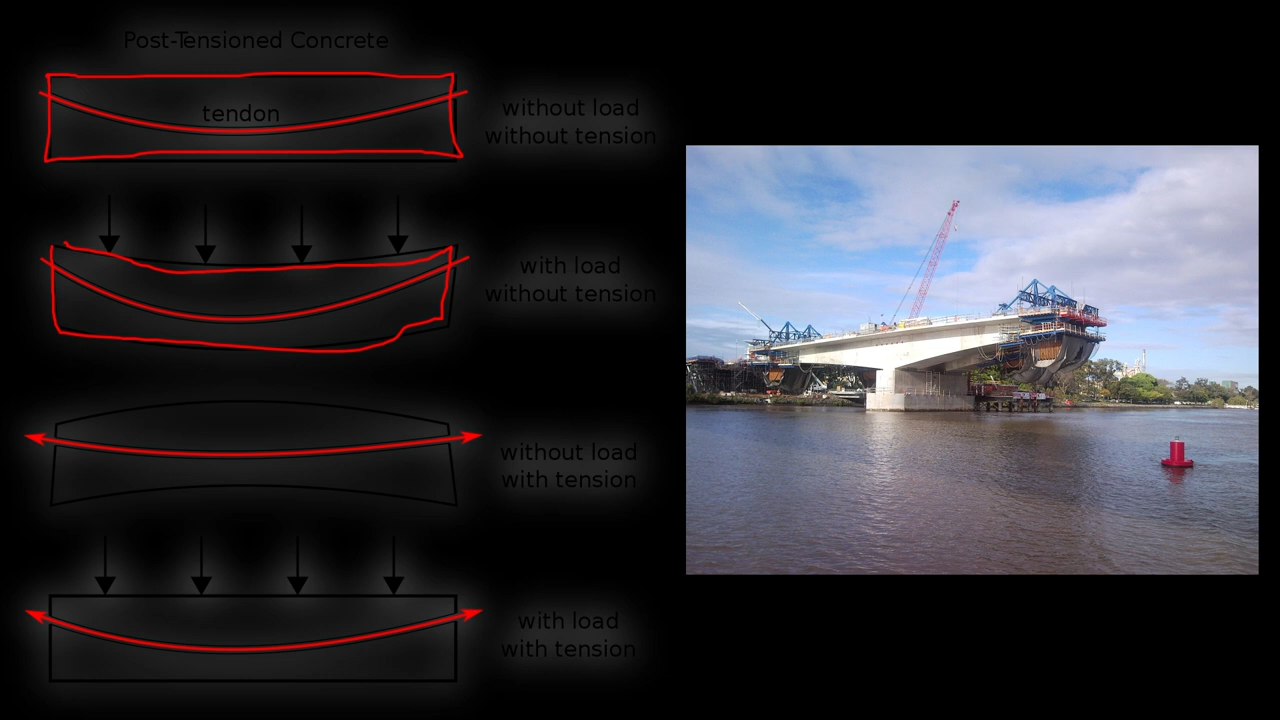 Post-Tensioned Concrete
tendon
without load
without tension
with load
without tension
without load
with tension
with load
with tension